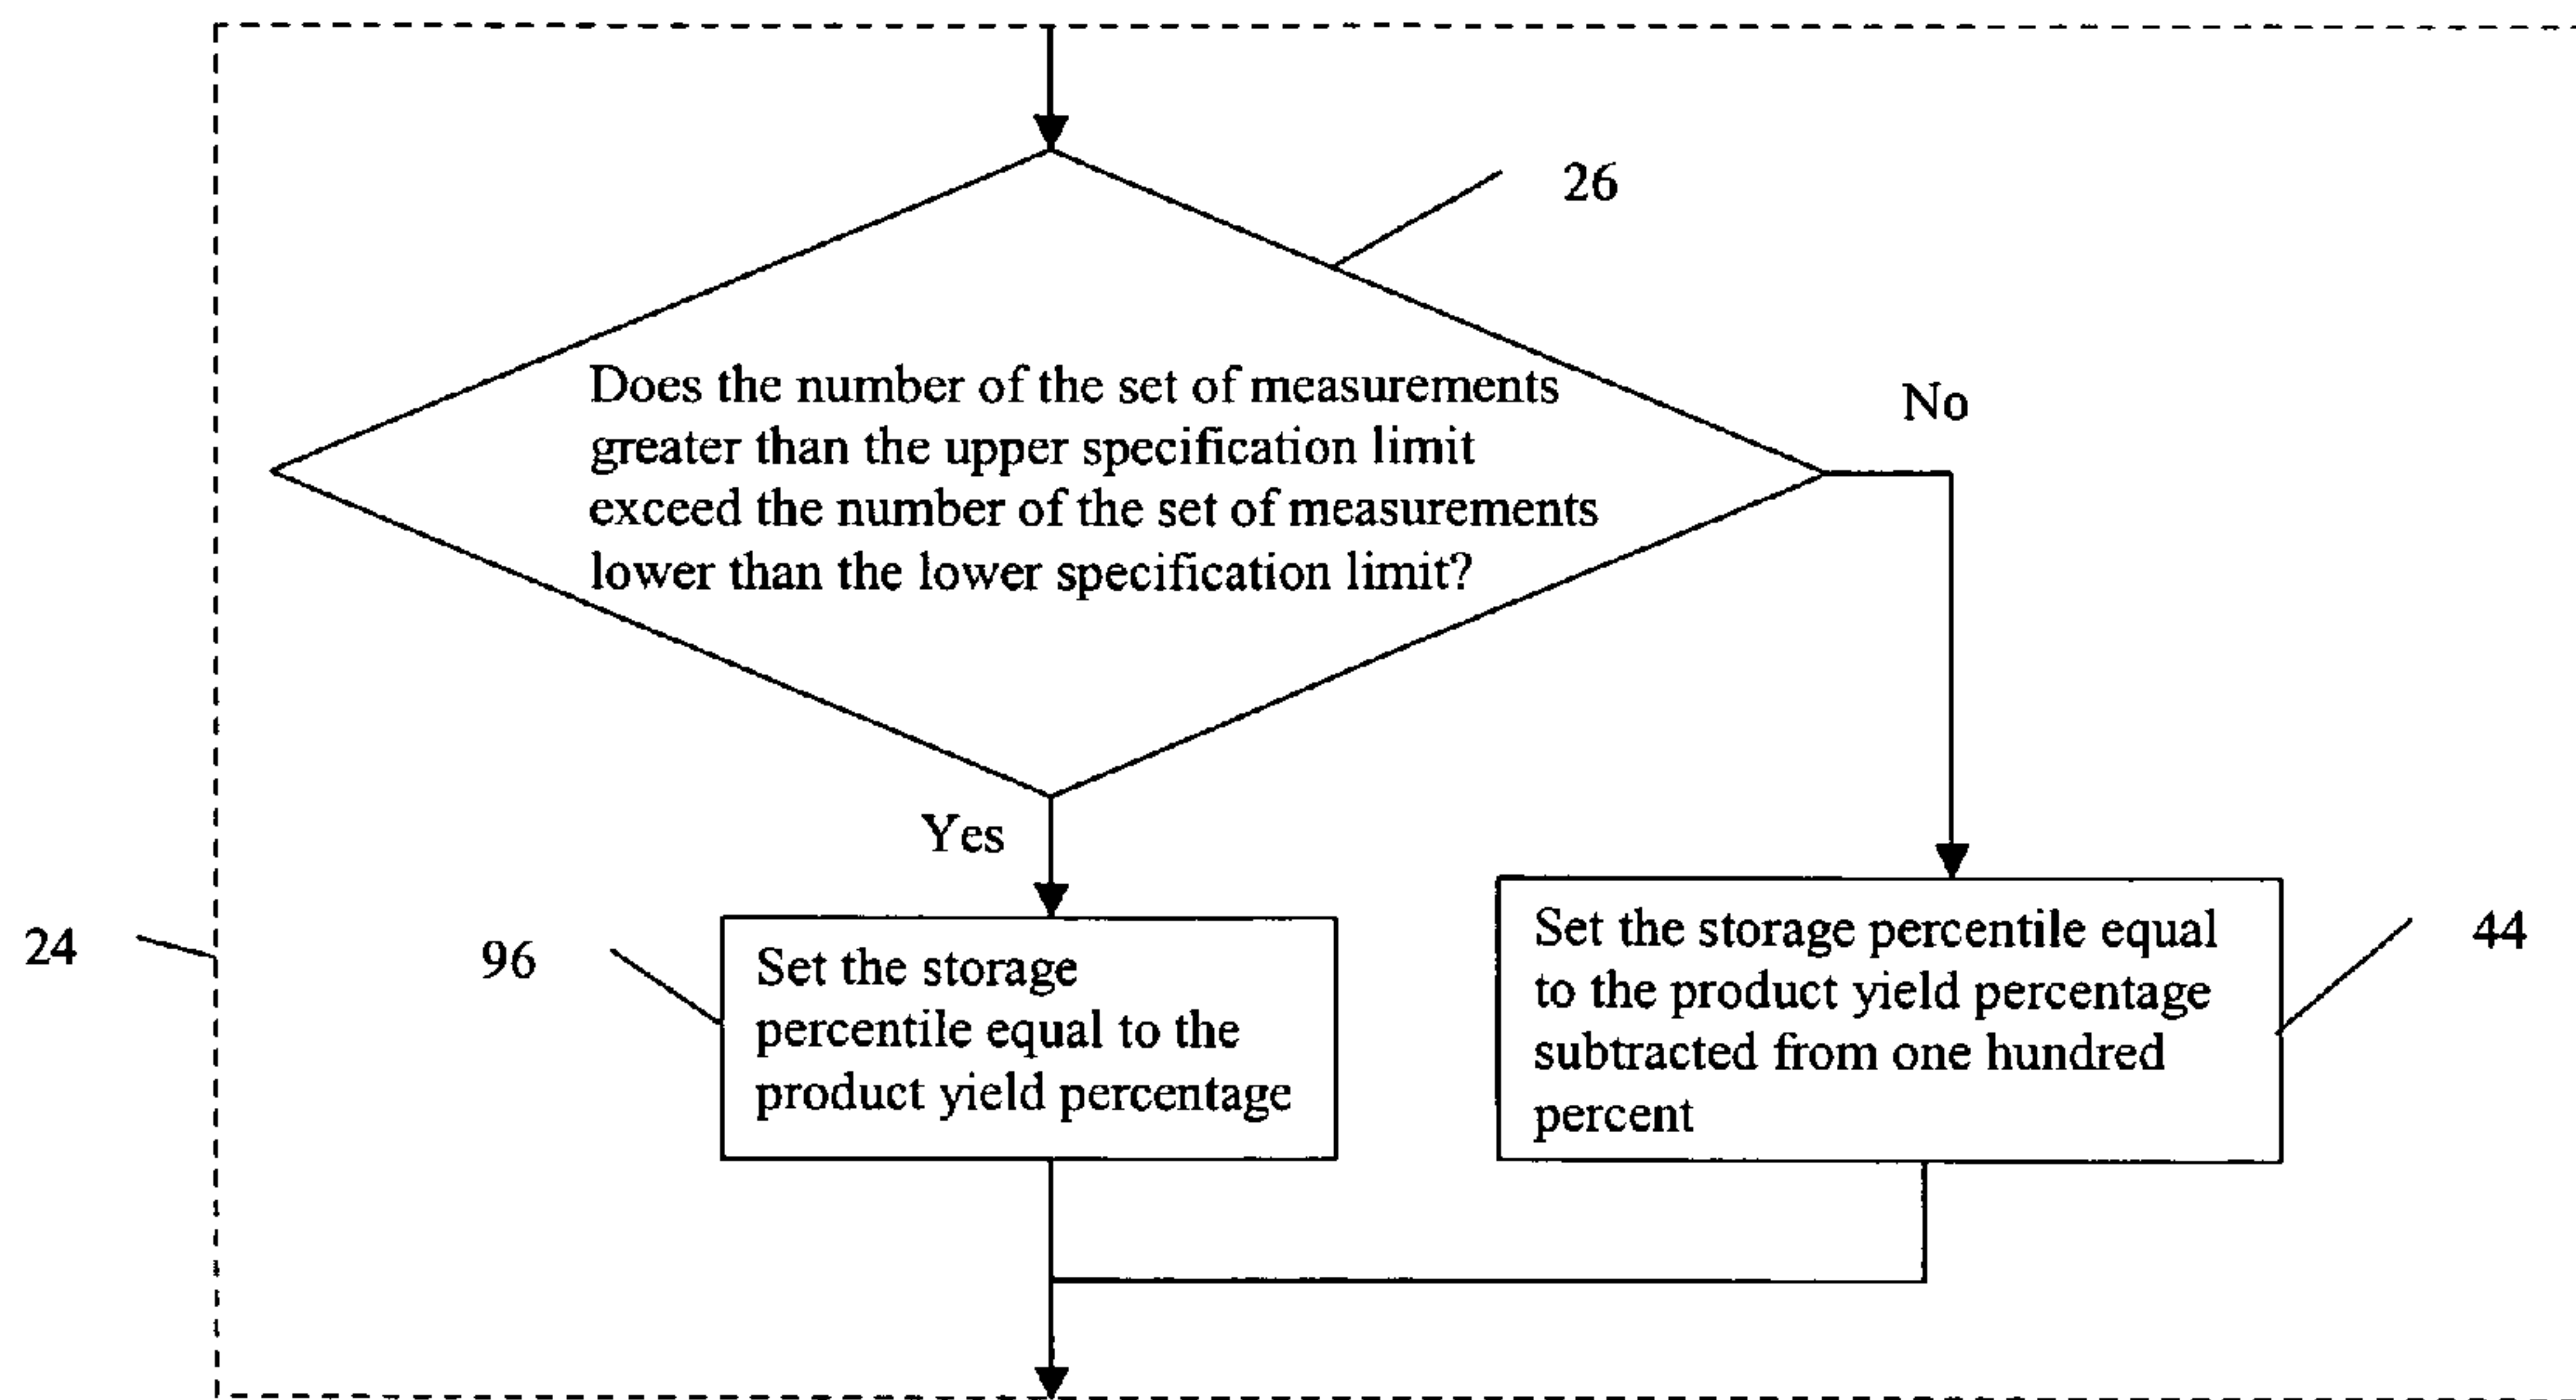 26
Does the number of the set of measurements
greater than the upper specification limit
exceed the number of the set of measurements
lower than the lower specification limit?
No
Yes
24
96
Set the storage
percentile equal to the
product yield percentage
Set the storage percentile equal
to the product yield percentage
subtracted from one hundred
percent
44